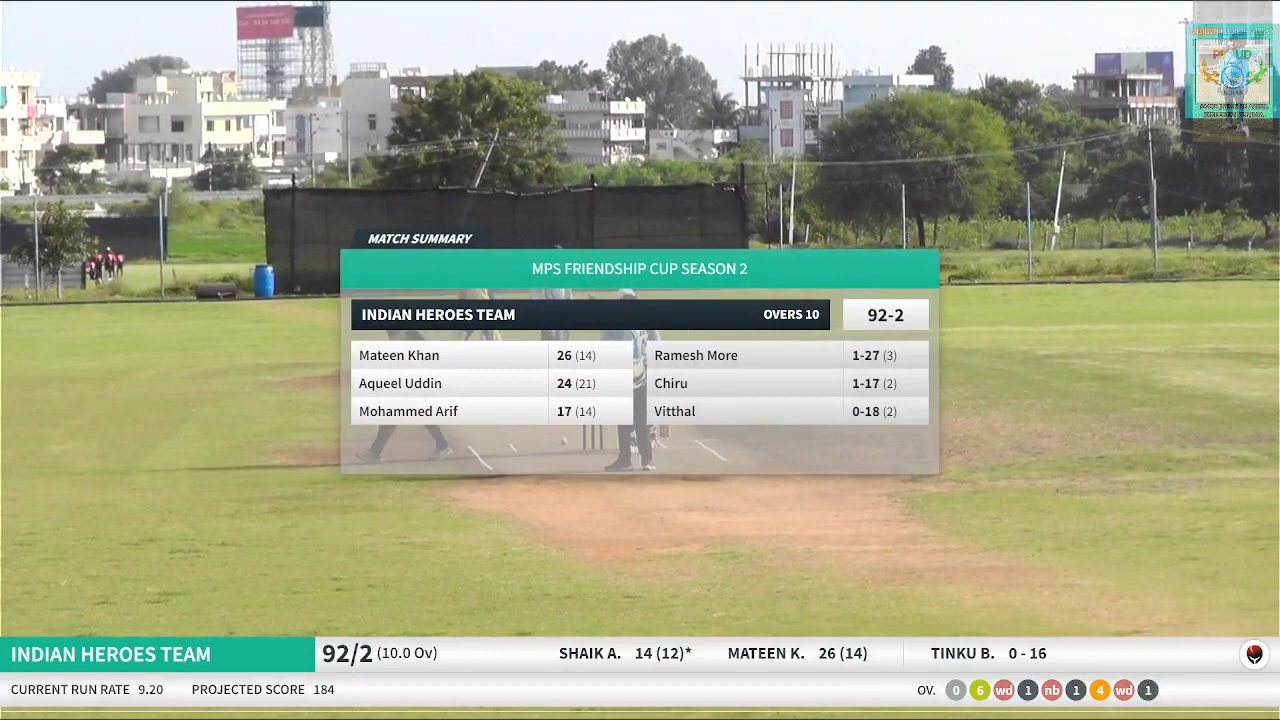 MATCH SUMMARY
MPS FRIENDSHIP CUP SEASON 2
INDIAN HEROES TEAM OVERS 10 92-2
Mateen Khan 26 (14) Ramesh More 1-27 (3)
Aqueel Uddin 24 (21) Chiru 1-17 (2)
Mohammed Arif 17 (14) Vitthal 0-18 (2)
INDIAN HEROES TEAM 92/2 (10.0 Ov) SHAIK A. 14 (12)* MATEEN K. 26 (14) TINKU B. 0 - 16
CURRENT RUN RATE 9.20 PROJECTED SCORE 184 OV. 0 6 wd 1 nb 1 4 wd 1